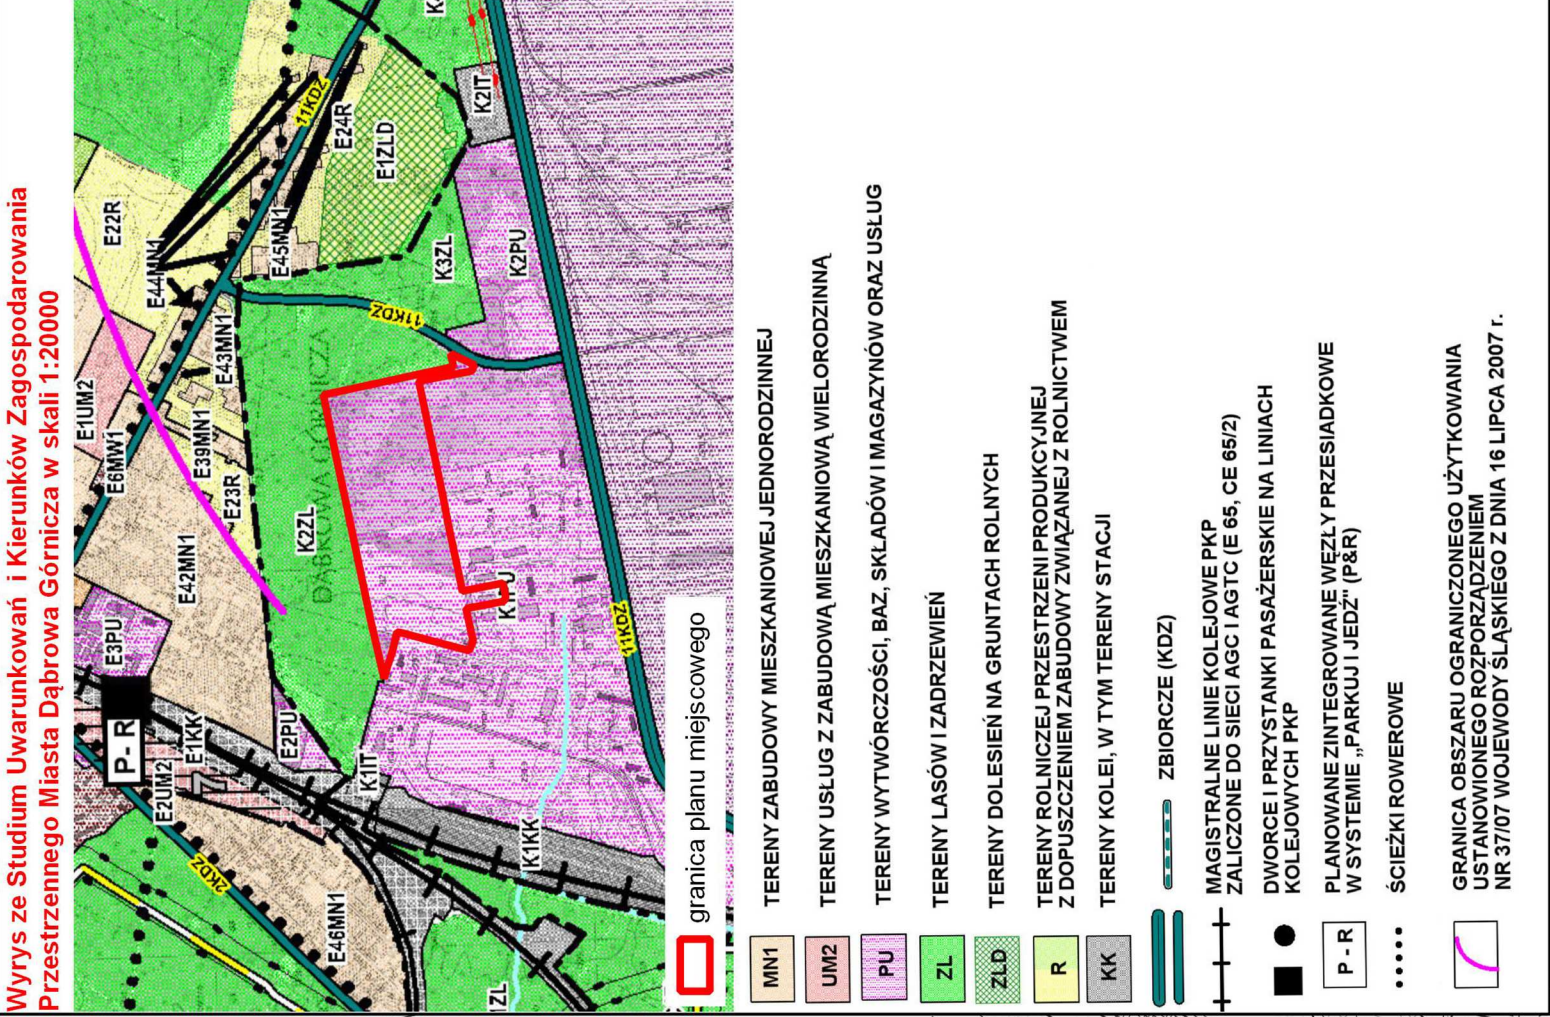 Wyrys ze Studium Uwarunkowań i Kierunków Zagospodarowania
Przestrzennego Miasta Dąbrowa Górnicza w skali 1:20000
E22R
E44MN1
11KDZ
E24R
E1ZLD
K2IT
E45MN1
K3ZL
K2PU
11KDZ
E1UM2
E43MN1
E6MW1
E39MN1
E23R
K2ZL
DĄBROWA GÓRNICZA
E42MN1
E3PU
11KDZ
P - R
E1KK
E2PU
E2UM2
K1IT
2KDZ
K1KK
E46MN1
1ZL
granica planu miejscowego
MN1 TERENY ZABUDOWY MIESZKANIOWEJ JEDNORODZINNEJ
UM2 TERENY USŁUG Z ZABUDOWĄ MIESZKANIOWĄ WIELORODZINNĄ
PU TERENY WYTWÓRCZOŚCI, BAZ, SKŁADÓW I MAGAZYNÓW ORAZ USŁUG
ZL TERENY LASÓW I ZADRZEWIEŃ
ZLD TERENY DOLESIEŃ NA GRUNTACH ROLNYCH
R TERENY ROLNICZEJ PRZESTRZENI PRODUKCYJNEJ
Z DOPUSZCZENIEM ZABUDOWY ZWIĄZANEJ Z ROLNICTWEM
KK TERENY KOLEI, W TYM TERENY STACJI
ZBIORCZE (KDZ)
MAGISTRALNE LINIE KOLEJOWE PKP
ZALICZONE DO SIECI AGC I AGTC (E 65, CE 65/2)
DWORCE I PRZYSTANKI PASAŻERSKIE NA LINIACH
KOLEJOWYCH PKP
P - R PLANOWANE ZINTEGROWANE WĘZŁY PRZESIADKOWE
W SYSTEMIE „PARKUJ I JEDŹ" (P&R)
ŚCIEŻKI ROWEROWE
GRANICA OBSZARU OGRANICZONEGO UŻYTKOWANIA
USTANOWIONEGO ROZPORZĄDZENIEM
NR 37/07 WOJEWODY ŚLĄSKIEGO Z DNIA 16 LIPCA 2007 r.